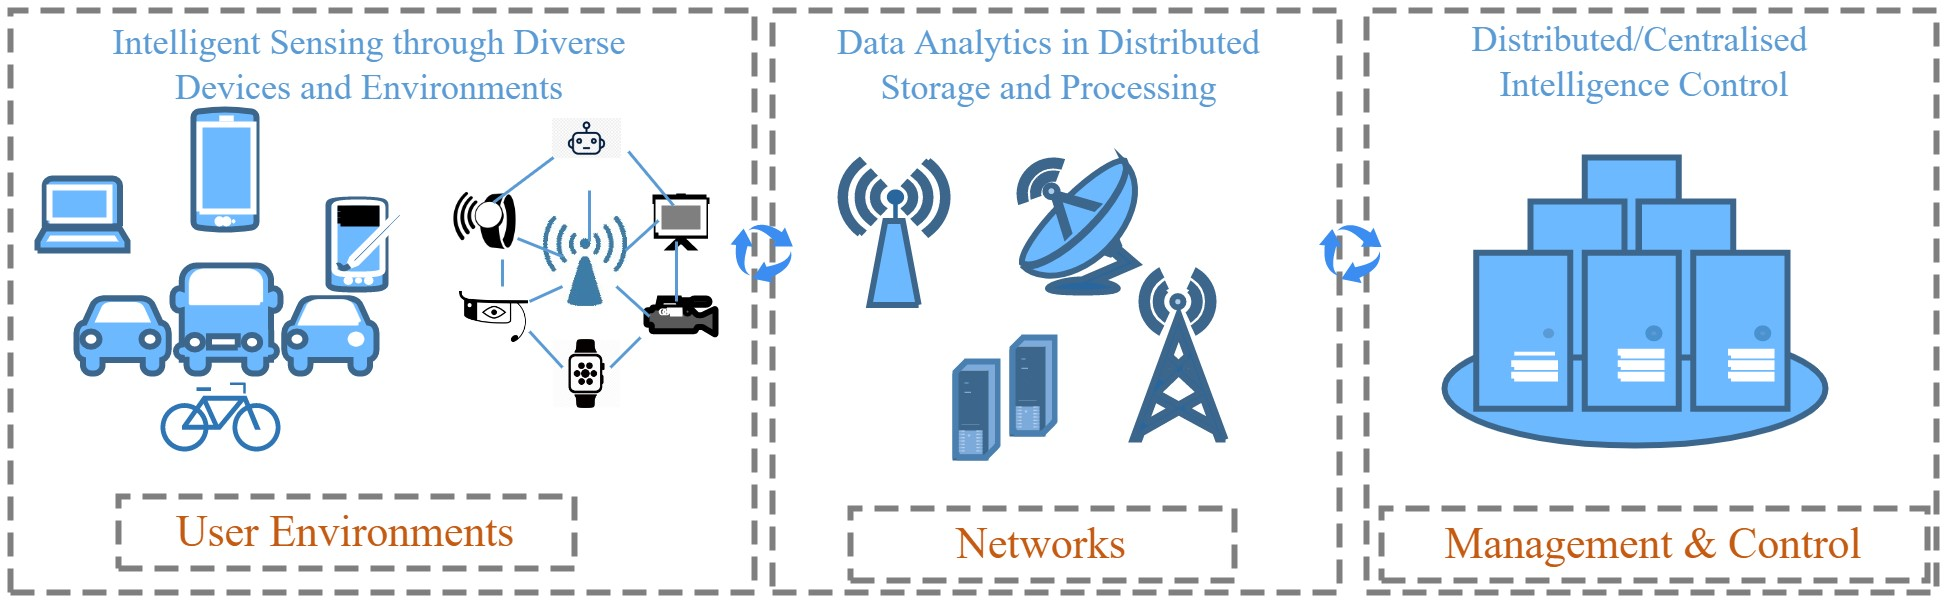 Intelligent Sensing through Diverse
Devices and Environments
User Environments
Data Analytics in Distributed
Storage and Processing
Networks
Distributed/Centralised
Intelligence Control
Management & Control